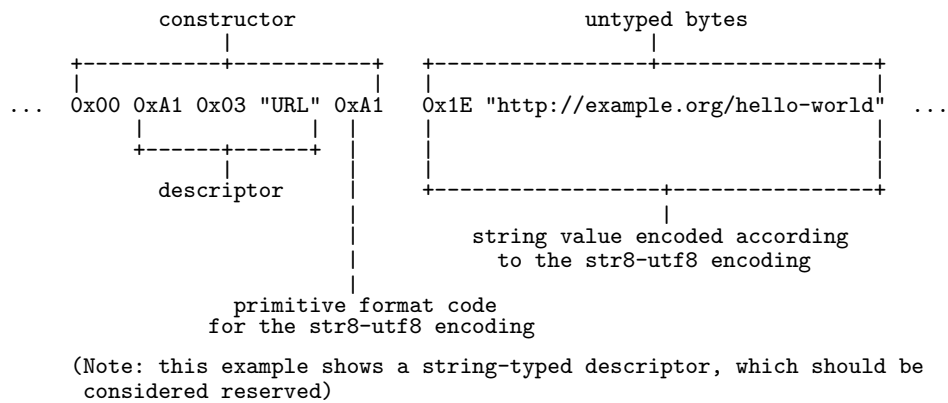 constructor untyped bytes
... 0x00 0xA1 0x03 "URL" 0xA1 0x1E "http://example.org/hello-world" ...
descriptor
string value encoded according
to the str8-utf8 encoding
primitive format code
for the str8-utf8 encoding
(Note: this example shows a string-typed descriptor, which should be
considered reserved)